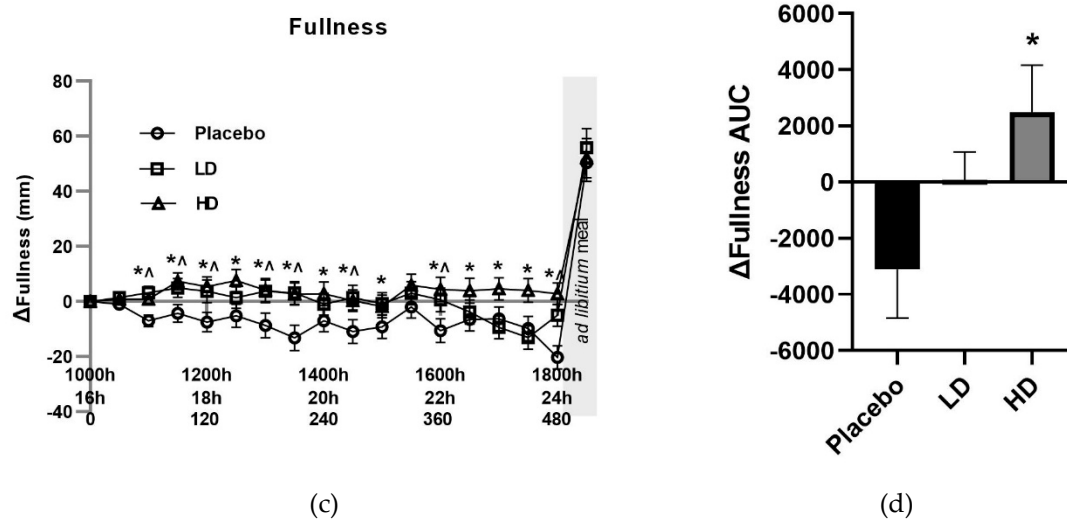 Fullness
ΔFullness (mm)
80
60
40
20
0
-20
-40
Placebo
LD
HD
*^ *^ *^ * *^ *^ * *^ * *^ * * * *^
ad libitium meal
1000h 1200h 1400h 1600h 1800h
16h 18h 20h 22h 24h
0 120 240 360 480
(c)
ΔFullness AUC
6000
4000
2000
0
-2000
-4000
-6000
*
Placebo
LD
HD
(d)